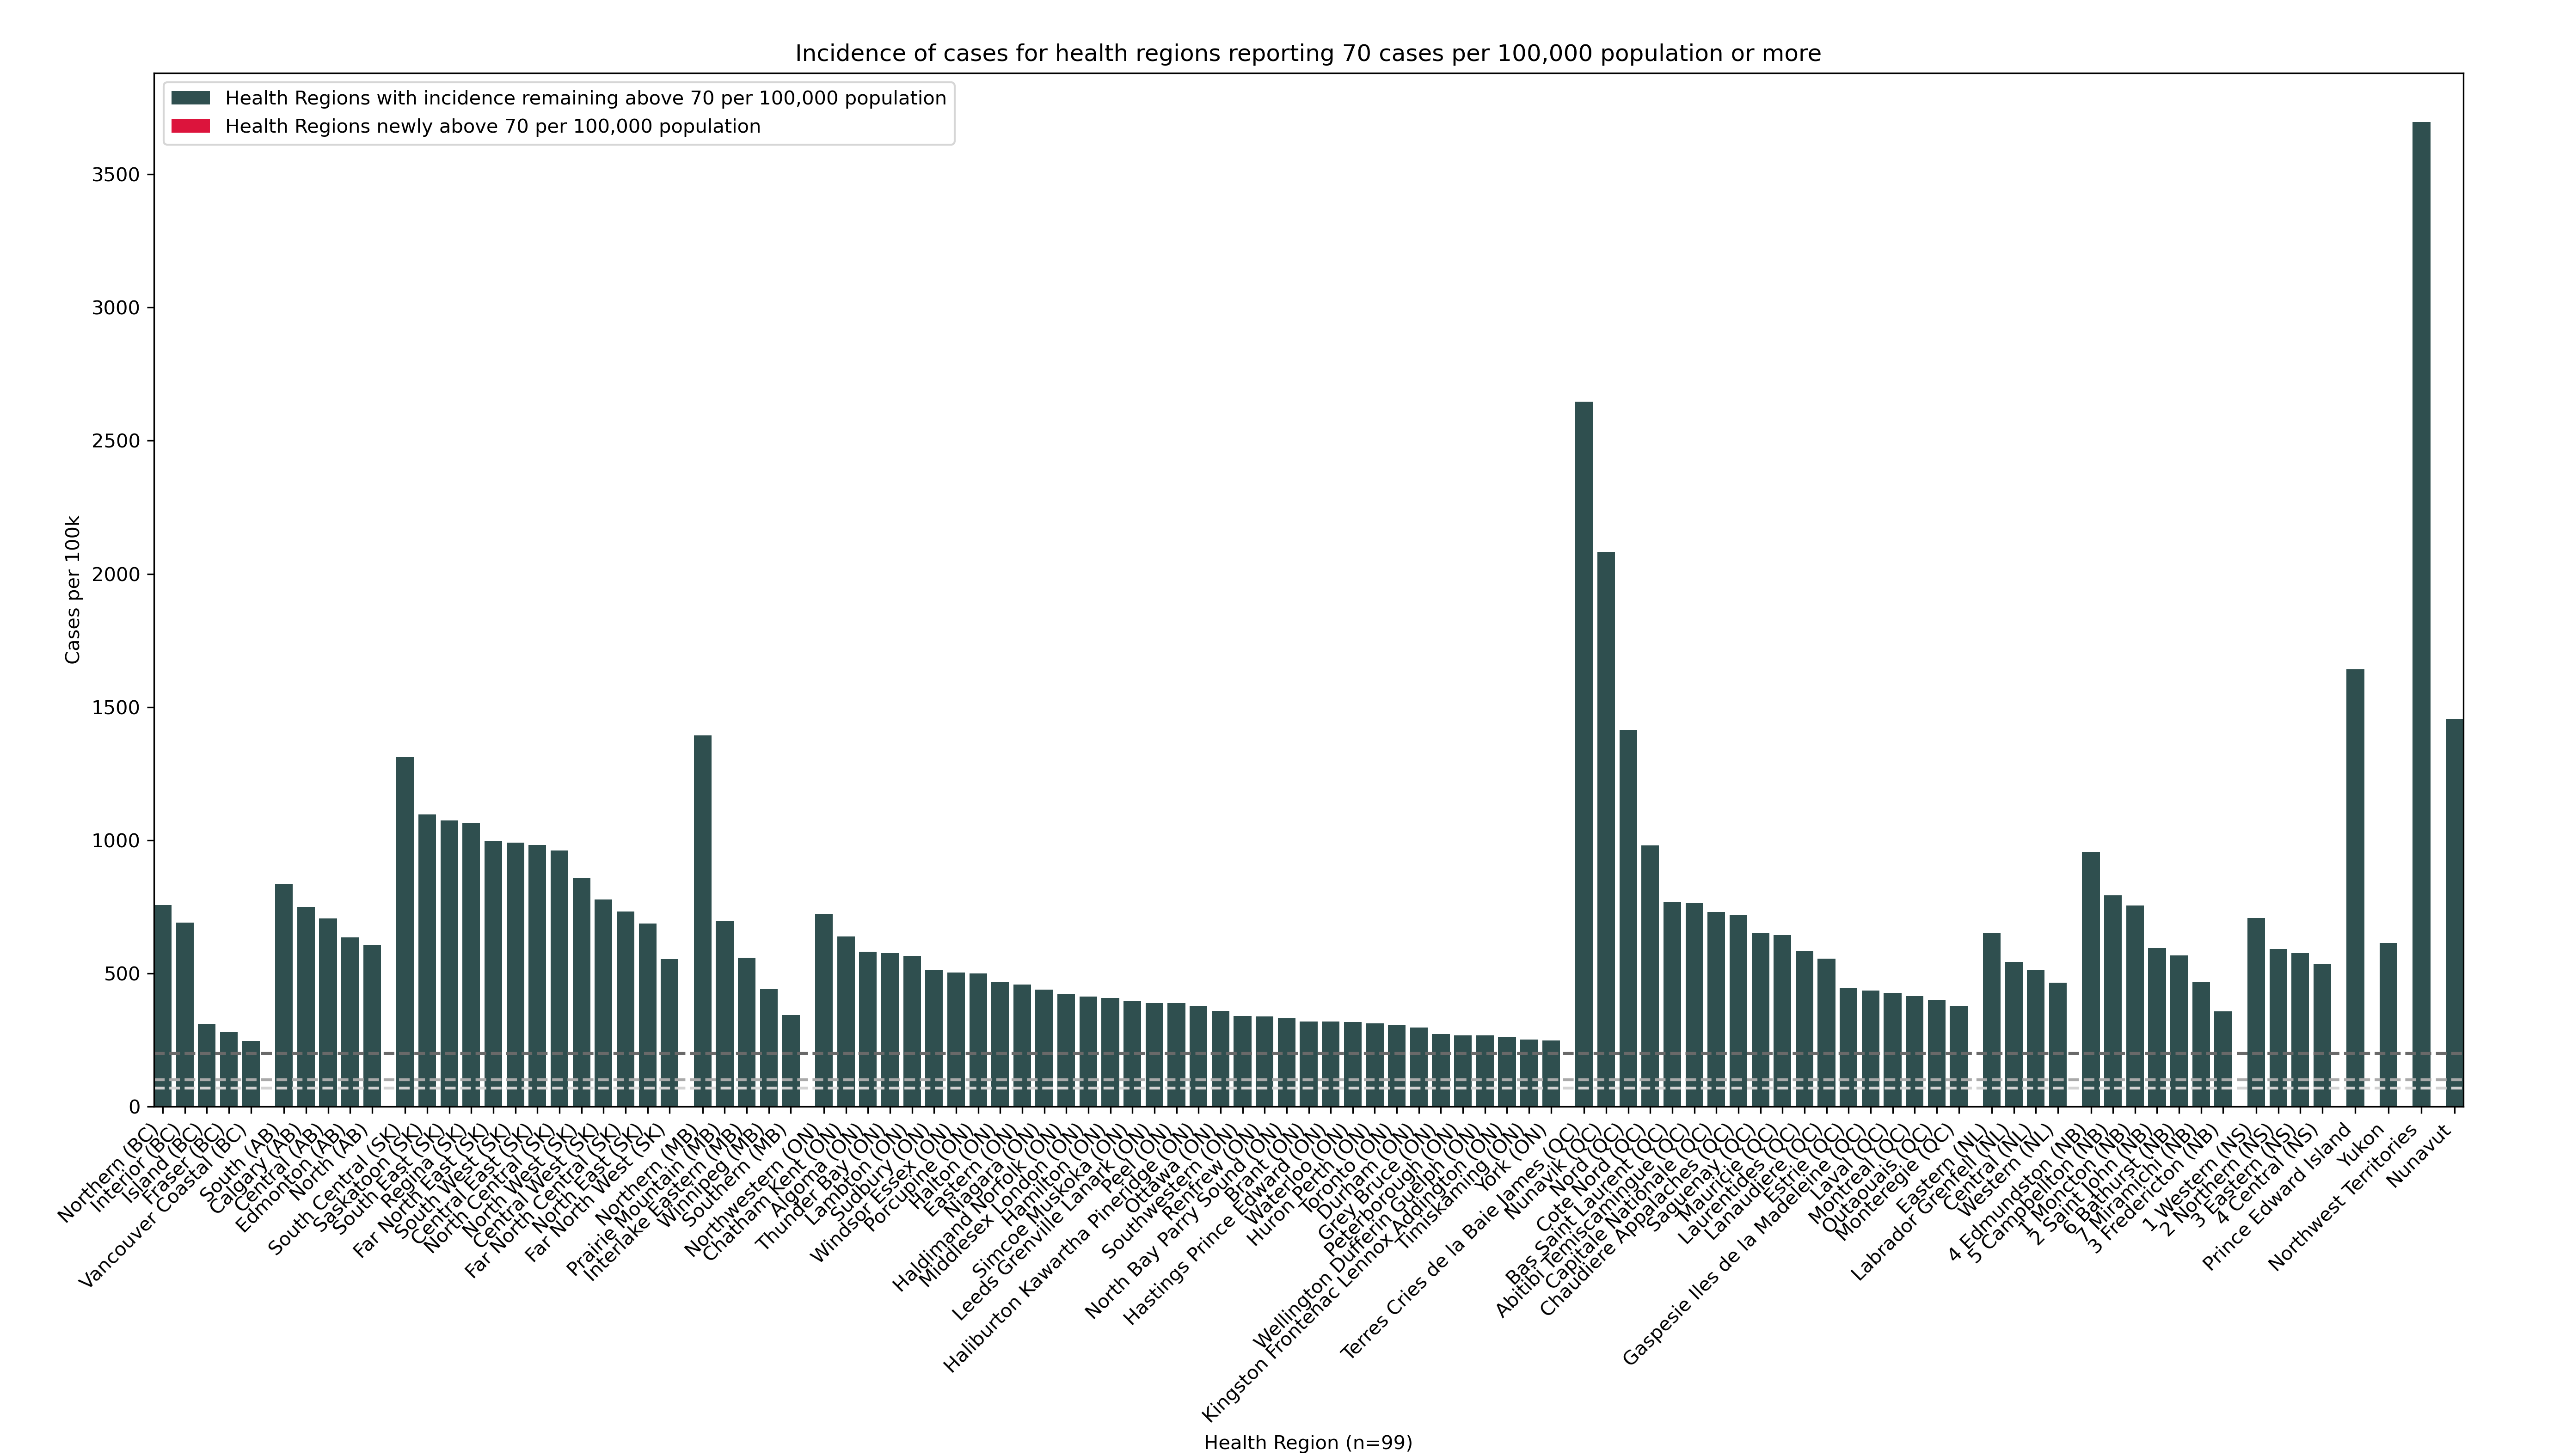 Incidence of cases for health regions reporting 70 cases per 100,000 population or more
Health Regions with incidence remaining above 70 per 100,000 population
Health Regions newly above 70 per 100,000 population
Cases per 100k
3500
3000
2500
2000
1500
1000
500
0
Northern (BC)
Interior (BC)
Island (BC)
Fraser (BC)
Vancouver Coastal (BC)
South (AB)
Calgary (AB)
Central (AB)
Edmonton (AB)
North (AB)
South Central (SK)
Saskatoon (SK)
South East (SK)
Regina (SK)
Far North East (SK)
South West (SK)
Central East (SK)
North Central (SK)
North West (SK)
Central West (SK)
Far North Central (SK)
North East (SK)
Far North West (SK)
Northern (MB)
Prairie Mountain (MB)
Interlake Eastern (MB)
Winnipeg (MB)
Southern (MB)
Northwestern (ON)
Chatham Kent (ON)
Algoma (ON)
Thunder Bay (ON)
Lambton (ON)
Sudbury (ON)
Windsor Essex (ON)
Porcupine (ON)
Halton (ON)
Eastern (ON)
Niagara (ON)
Haldimand Norfolk (ON)
Middlesex London (ON)
Hamilton (ON)
Simcoe Muskoka (ON)
Leeds Grenville Lanark (ON)
Peel (ON)
Haliburton Kawartha Pineridge (ON)
Ottawa (ON)
Southwestern (ON)
Renfrew (ON)
North Bay Parry Sound (ON)
Brant (ON)
Hastings Prince Edward (ON)
Waterloo (ON)
Huron Perth (ON)
Toronto (ON)
Durham (ON)
Grey Bruce (ON)
Peterborough (ON)
Wellington Dufferin Guelph (ON)
Kingston Frontenac Lennox Addington (ON)
Timiskaming (ON)
York (ON)
Terres Cries de la Baie James (QC)
Nunavik (QC)
Nord (QC)
Cote Nord (QC)
Bas Saint Laurent (QC)
Abitibi Temiscamingue (QC)
Capitale Nationale (QC)
Chaudiere Appalaches (QC)
Saguenay (QC)
Mauricie (QC)
Laurentides (QC)
Lanaudiere (QC)
Estrie (QC)
Gaspesie Iles de la Madeleine (QC)
Laval (QC)
Montreal (QC)
Outaouais (QC)
Monteregie (QC)
Eastern (NL)
Labrador Grenfell (NL)
Central (NL)
Western (NL)
4 Edmundston (NB)
5 Campbellton (NB)
1 Moncton (NB)
2 Saint John (NB)
6 Bathurst (NB)
7 Miramichi (NB)
3 Fredericton (NB)
1 Western (NS)
2 Northern (NS)
3 Eastern (NS)
4 Central (NS)
Prince Edward Island
Yukon
Northwest Territories
Nunavut
Health Region (n=99)